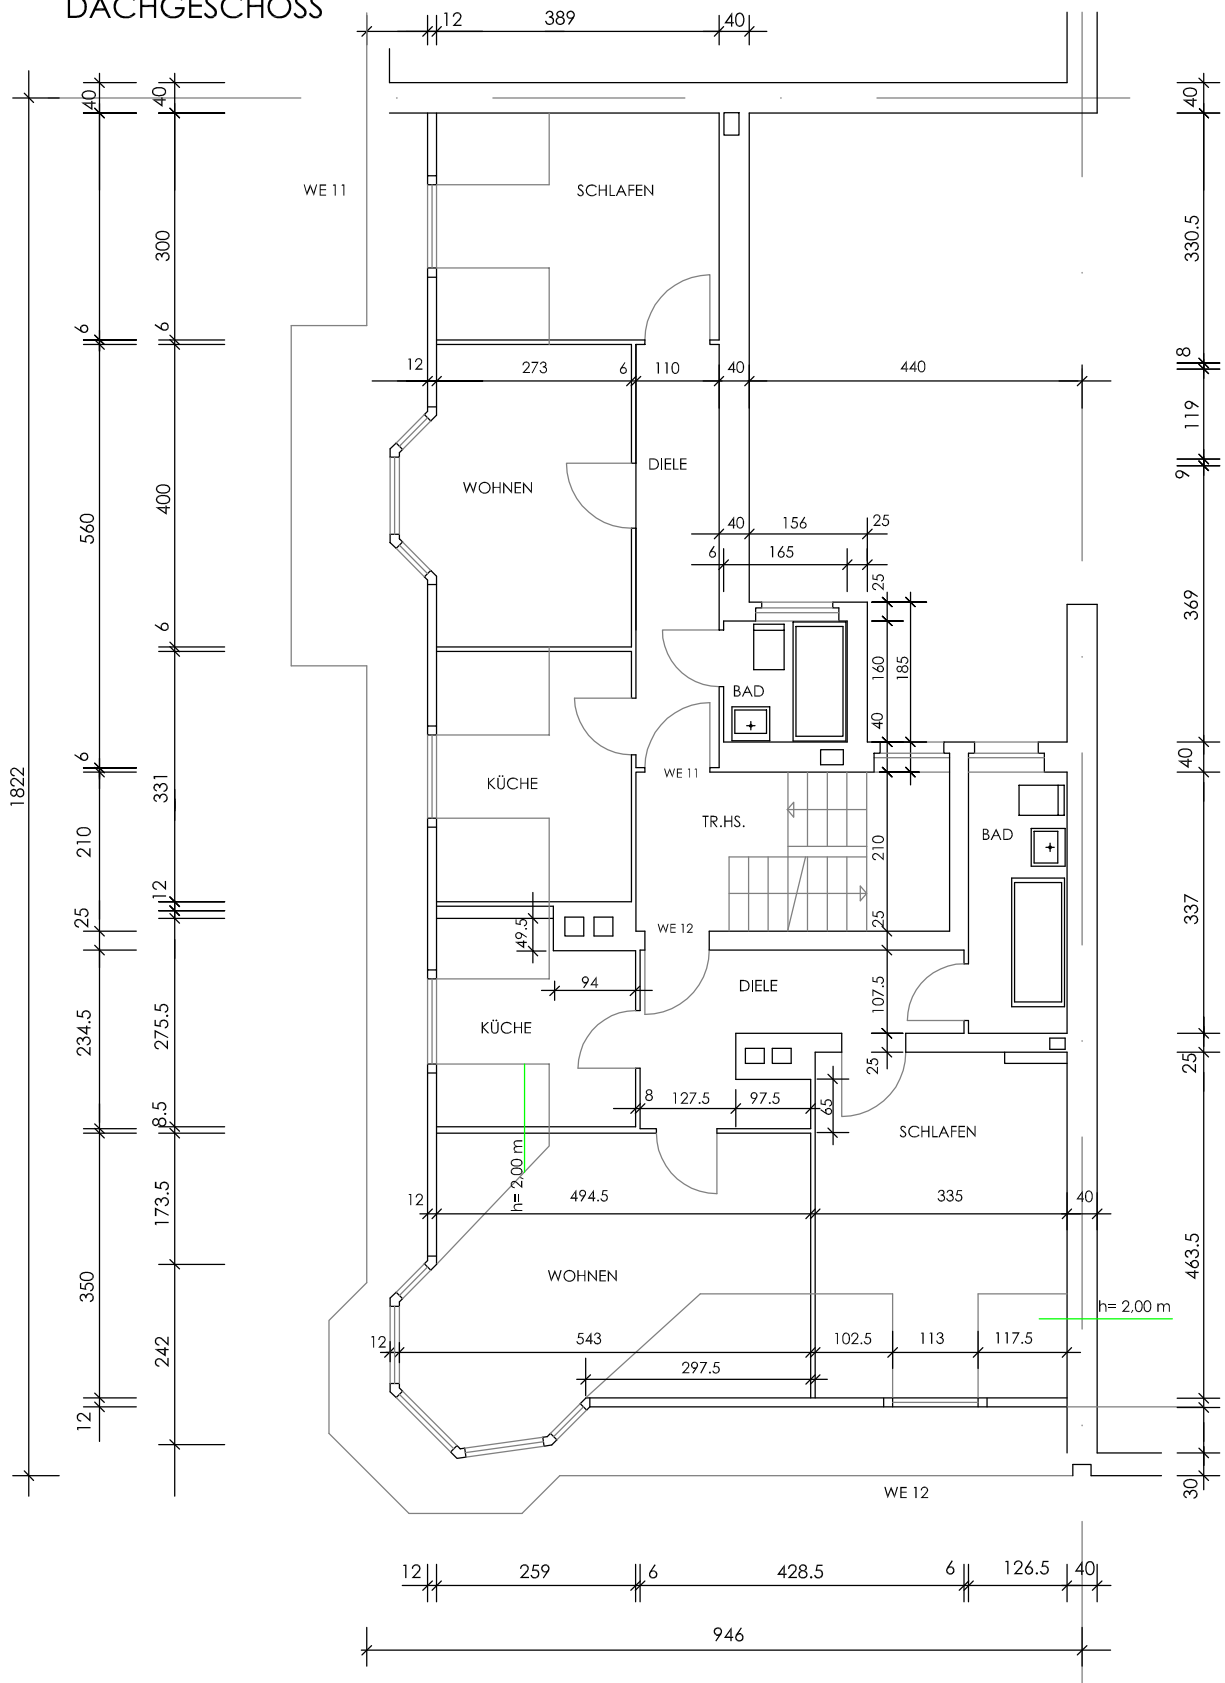 DACHGESCHOSS
12 389 40
40 40 40
WE 11 SCHLAFEN
300 330.5
6 6
12 273 6 110 40 440
8
119
9
WOHNEN DIELE
560 400
40 156 25
6 165
25
369
6
160 185
BAD
40
6 40
1822
331 KÜCHE WE 11
210 TR.HS. BAD
210
12
25 49.5 WE 12 25 337
94 DIELE
107.5
234.5 275.5 KÜCHE
25 25
8.5 8 127.5 97.5 65
SCHLAFEN
h= 2,00 m
173.5 12 494.5 335 40
463.5
350 WOHNEN
h= 2,00 m
242 12 543 102.5 113 117.5
297.5
12
30
WE 12
12 259 6 428.5 6 126.5 40
946